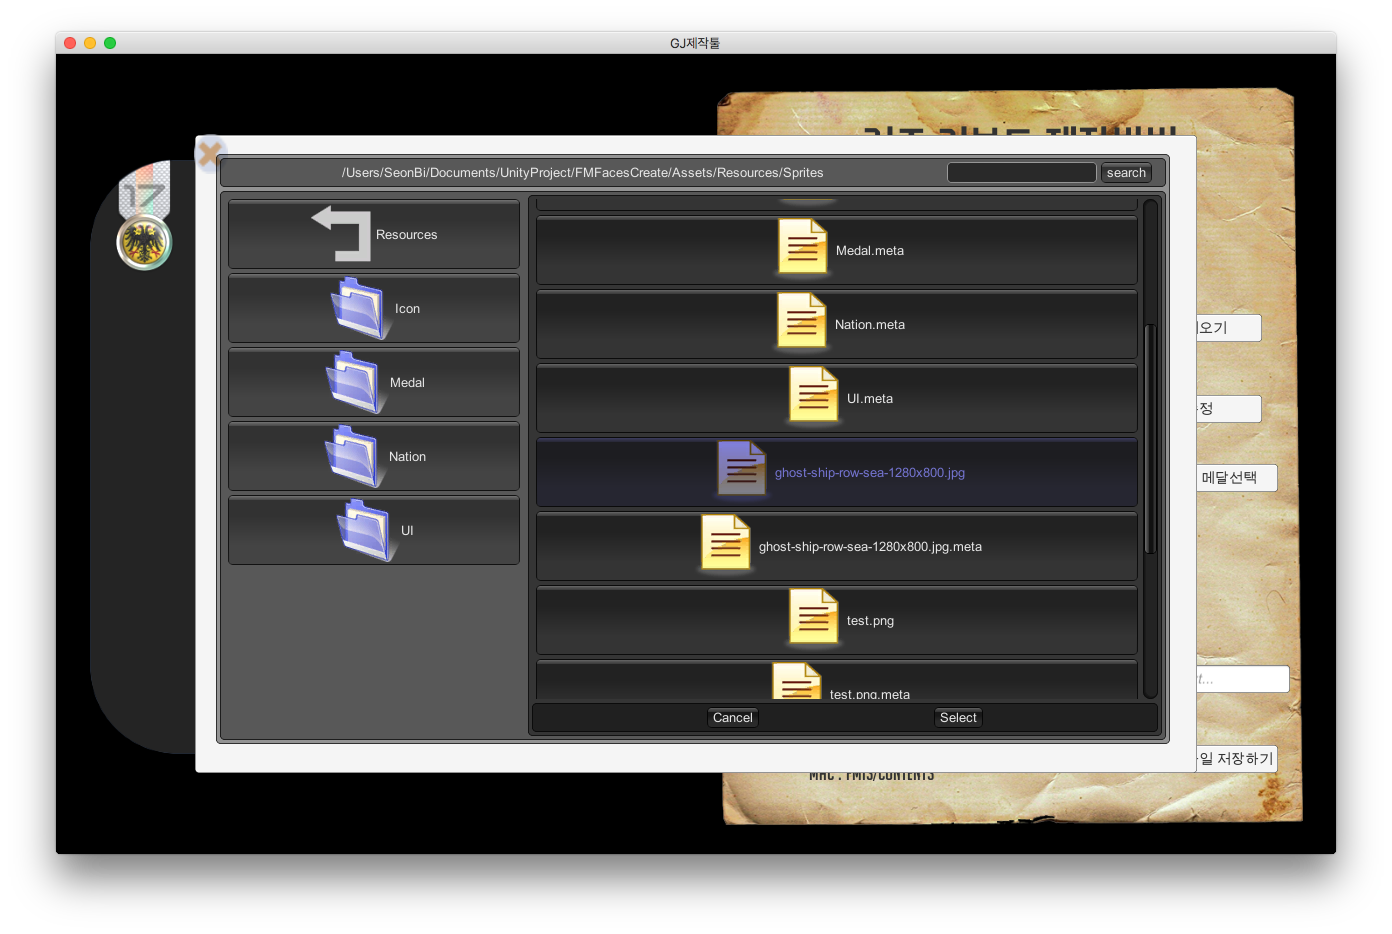 GJ제작툴
17
/Users/SeonBi/Documents/UnityProject/FMFacesCreate/Assets/Resources/Sprites
search
Resources
Icon
Medal
Nation
UI
Medal.meta
Nation.meta
UI.meta
ghost-ship-row-sea-1280x800.jpg
ghost-ship-row-sea-1280x800.jpg.meta
test.png
test.png.meta
Cancel
Select
오기
정
메달선택
t...
일 저장하기
MAC : FM15/CONTENTS